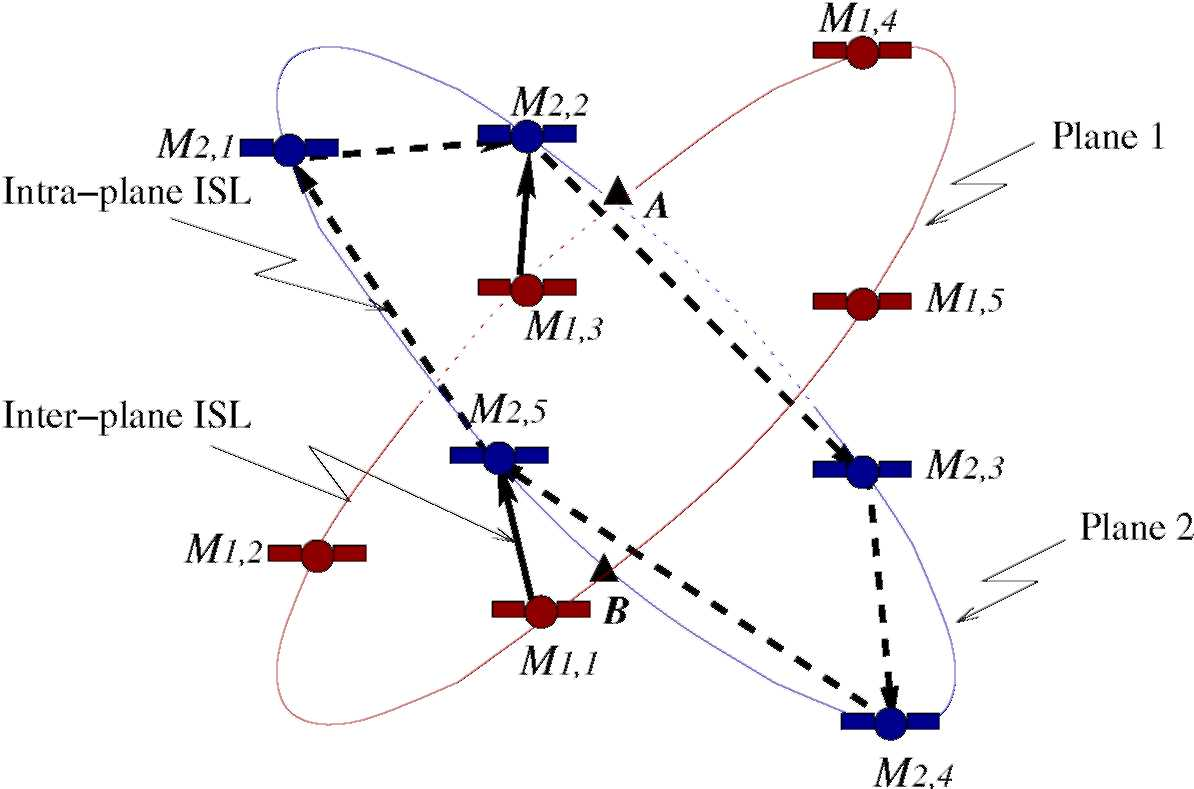 M1,4
M2,2
M2,1
Plane 1
Intra-plane ISL
A
M1,5
M1,3
Inter-plane ISL
M2,5
M2,3
Plane 2
M1,2
B
M1,1
M2,4